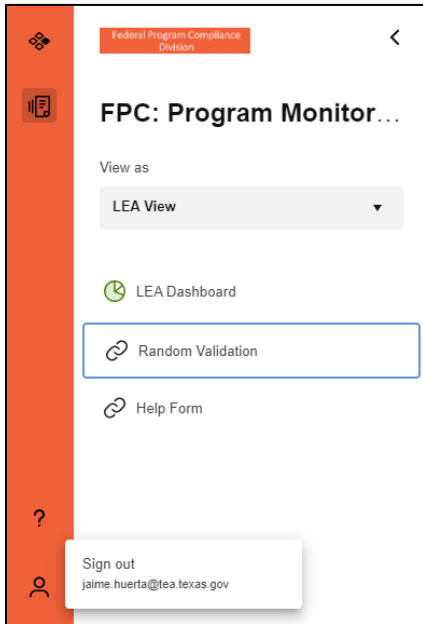 Federal Program Compliance
Division
FPC: Program Monitor...
View as
LEA View
LEA Dashboard
Random Validation
Help Form
?
Sign out
jaime.huerta@tea.texas.gov